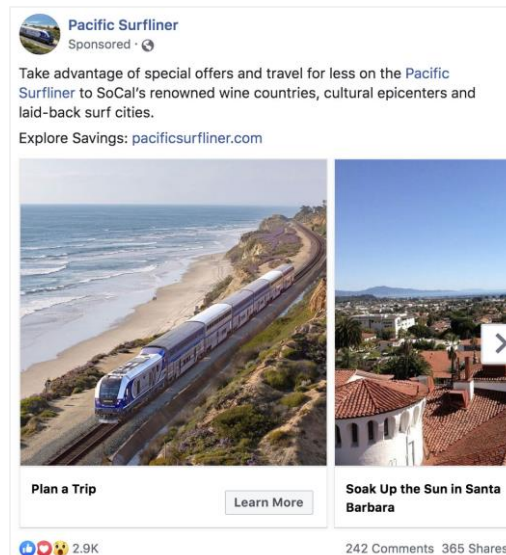 Pacific Surfliner
Sponsored ·
Take advantage of special offers and travel for less on the Pacific
Surfliner to SoCal's renowned wine countries, cultural epicenters and
laid-back surf cities.
Explore Savings: pacificsurfliner.com
Plan a Trip
Learn More
Soak Up the Sun in Santa
Barbara
2.9K
242 Comments 365 Shares